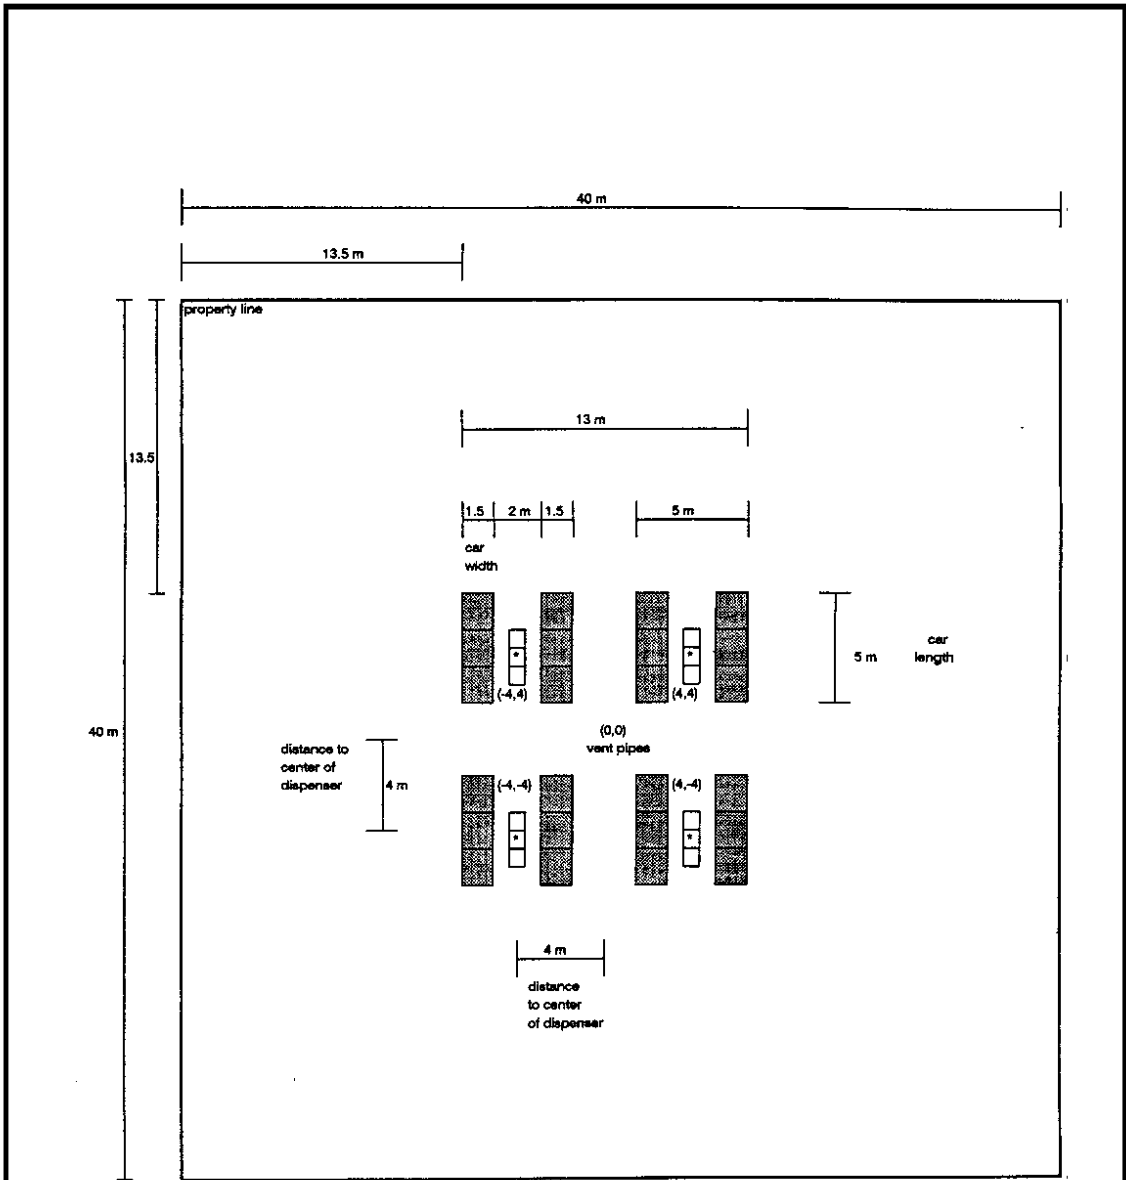 40 m
13.5 m
property line
13 m
13.5
1.5 2 m 1.5
5 m
car
width
5 m
car
length
*
*
(-4,4)
(4,4)
(0,0)
vent pipes
40 m
distance to
center of
dispenser
4 m
(-4,-4)
(4,-4)
*
*
4 m
distance
to center
of dispenser